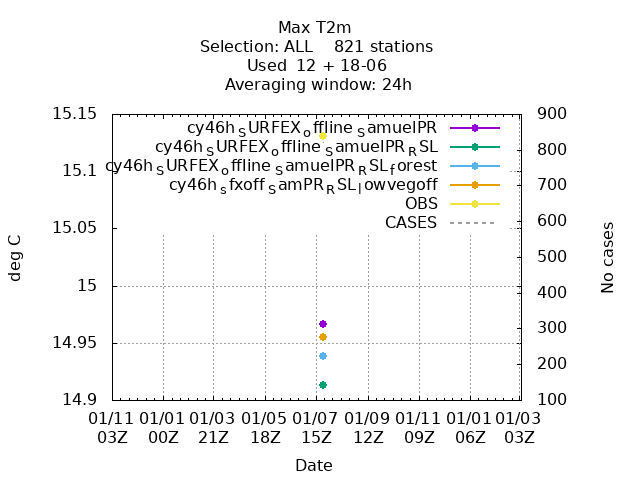 Max T2m
Selection: ALL 821 stations
Used 12 + 18-06
Averaging window: 24h
15.15
15.1
15.05
15
14.95
14.9
deg C
cy46h_SURFEX_offline_SamuelPR
cy46h_SURFEX_offline_SamuelPR_RSL
cy46h_SURFEX_offline_SamuelPR_RSL_forest
cy46h_sfxoff_SamPR_RSL_lowvegoff
OBS
CASES
900
800
700
600
500
400
300
200
100
No cases
01/11 01/01 01/03 01/05 01/07 01/09 01/11 01/01 01/03
03Z 00Z 21Z 18Z 15Z 12Z 09Z 06Z 03Z
Date